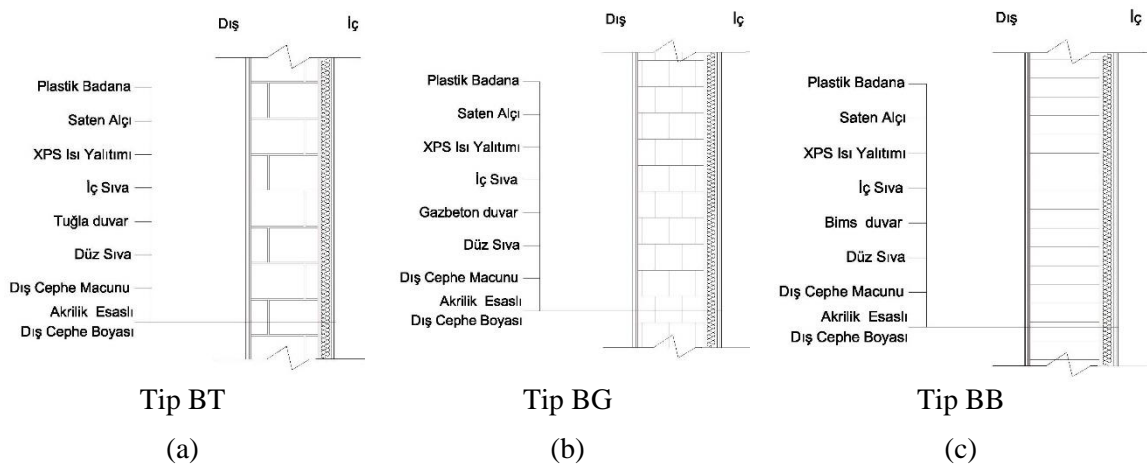 Dış İç
Plastik Badana
Saten Alçı
XPS Isı Yalıtımı
İç Sıva
Tuğla duvar
Düz Sıva
Dış Cephe Macunu
Akrilik Esaslı
Dış Cephe Boyası
Tip BT
(a)
Dış İç
Plastik Badana
Saten Alçı
XPS Isı Yalıtımı
İç Sıva
Gazbeton duvar
Düz Sıva
Dış Cephe Macunu
Akrilik Esaslı
Dış Cephe Boyası
Tip BG
(b)
Dış İç
Plastik Badana
Saten Alçı
XPS Isı Yalıtımı
İç Sıva
Bims duvar
Düz Sıva
Dış Cephe Macunu
Akrilik Esaslı
Dış Cephe Boyası
Tip BB
(c)